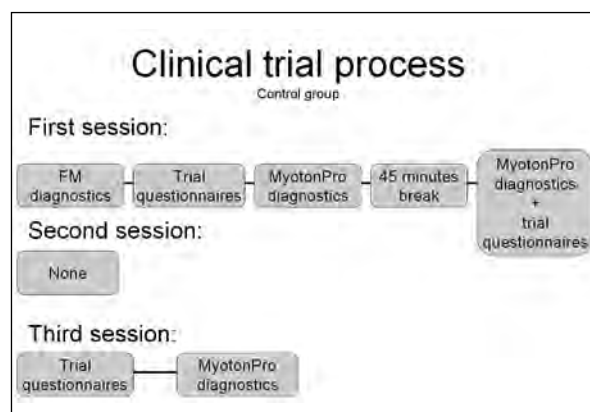 Clinical trial process
Control group
First session:
FM
diagnostics
Trial
questionnaires
MyotonPro
diagnostics
45 minutes
break
MyotonPro
diagnostics
+
trial
questionnaires
Second session:
None
Third session:
Trial
questionnaires
MyotonPro
diagnostics